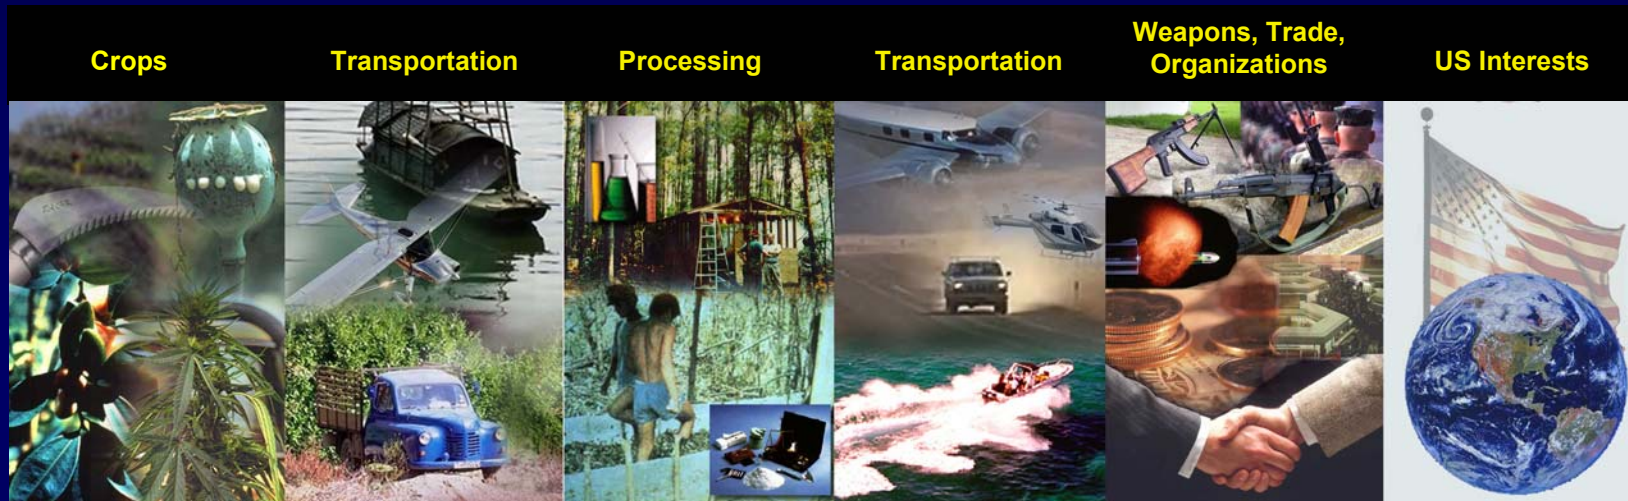 Crops
Transportation
Processing
Transportation
Weapons, Trade,
Organizations
US Interests